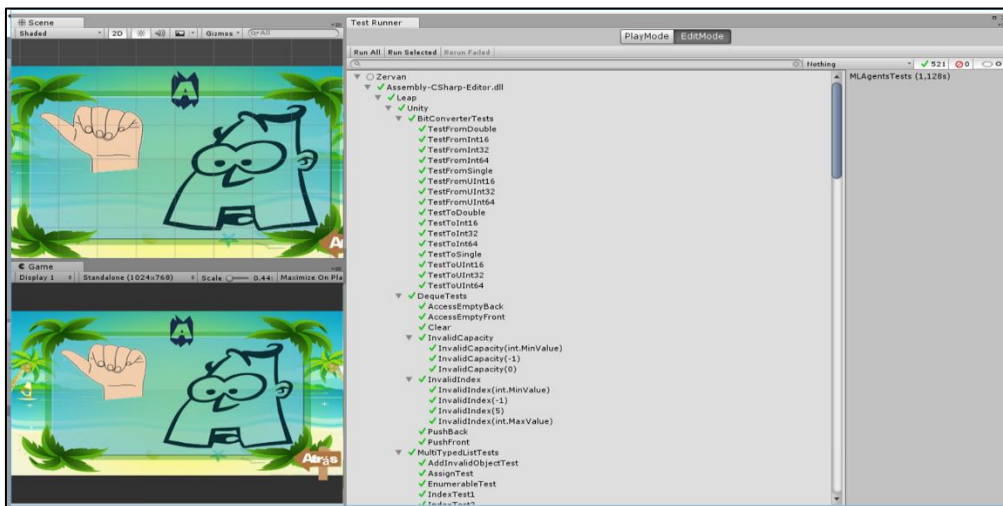 Scene
Shaded 2D Gizmos All
A
A
Game
Display 1 Standalone (1024x768) Scale 0.44 Maximize On Pla
A
Atrás
Test Runner
PlayMode EditMode
Run All Run Selected Rerun Failed
Nothing 521 0 0
Zervan
Assembly-CSharp-Editor.dll
Leap
Unity
BitConverterTests
TestFromDouble
TestFromInt16
TestFromInt32
TestFromInt64
TestFromSingle
TestFromUInt16
TestFromUInt32
TestFromUInt64
TestToDouble
TestToInt16
TestToInt32
TestToInt64
TestToSingle
TestToUInt16
TestToUInt32
TestToUInt64
DequeTests
AccessEmptyBack
AccessEmptyFront
Clear
InvalidCapacity
InvalidCapacity(int.MinValue)
InvalidCapacity(-1)
InvalidCapacity(0)
InvalidIndex
InvalidIndex(int.MinValue)
InvalidIndex(-1)
InvalidIndex(5)
InvalidIndex(int.MaxValue)
PushBack
PushFront
MultiTypedListTests
AddInvalidObjectTest
AssignTest
EnumerableTest
IndexTest1
IndexTest2
MLAgentsTests (1,128s)